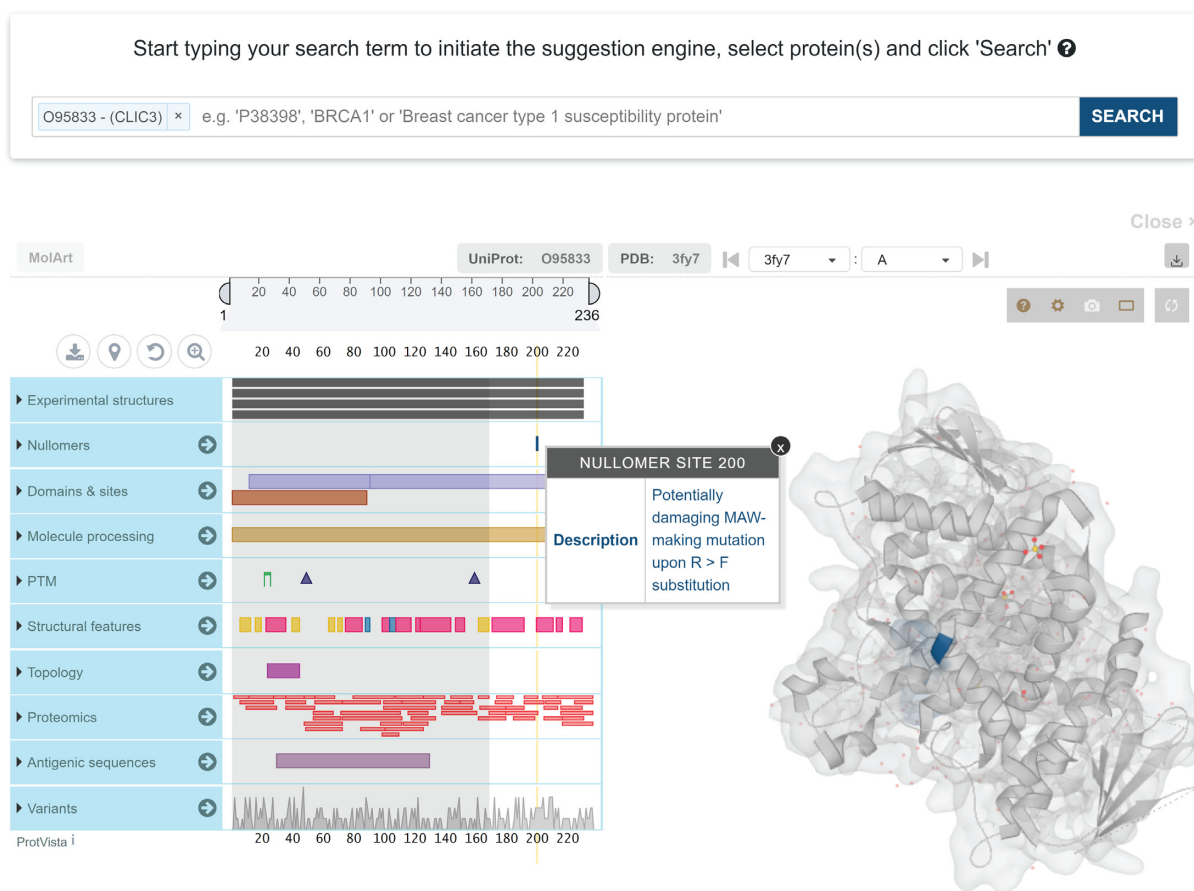 Start typing your search term to initiate the suggestion engine, select protein(s) and click 'Search' ?
O95833 - (CLIC3) × e.g. 'P38398', 'BRCA1' or 'Breast cancer type 1 susceptibility protein' SEARCH
Close ×
MolArt UniProt: O95833 PDB: 3fy7 3fy7 : A
20 40 60 80 100 120 140 160 180 200 220
1 236
20 40 60 80 100 120 140 160 180 200 220
Experimental structures
Nullomers
Domains & sites
Molecule processing
PTM
Structural features
Topology
Proteomics
Antigenic sequences
Variants
x
NULLOMER SITE 200
Description
Potentially
damaging MAW-
making mutation
upon R > F
substitution
?
ProtVista i
20 40 60 80 100 120 140 160 180 200 220